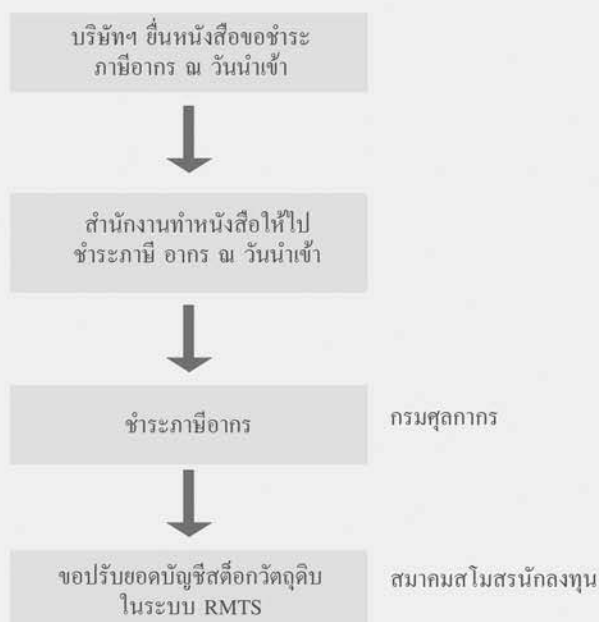 บริษัทฯ ยื่นหนังสือขอชำระ
ภาษีอากร ณ วันนำเข้า
สำนักงานทำหนังสือให้ไป
ชำระภาษี อากร ณ วันนำเข้า
ชำระภาษีอากร
กรมศุลกากร
ขอปรับยอดบัญชีสต็อกวัตถุดิบ
ในระบบ RMTS
สมาคมสโมสรนักลงทุน